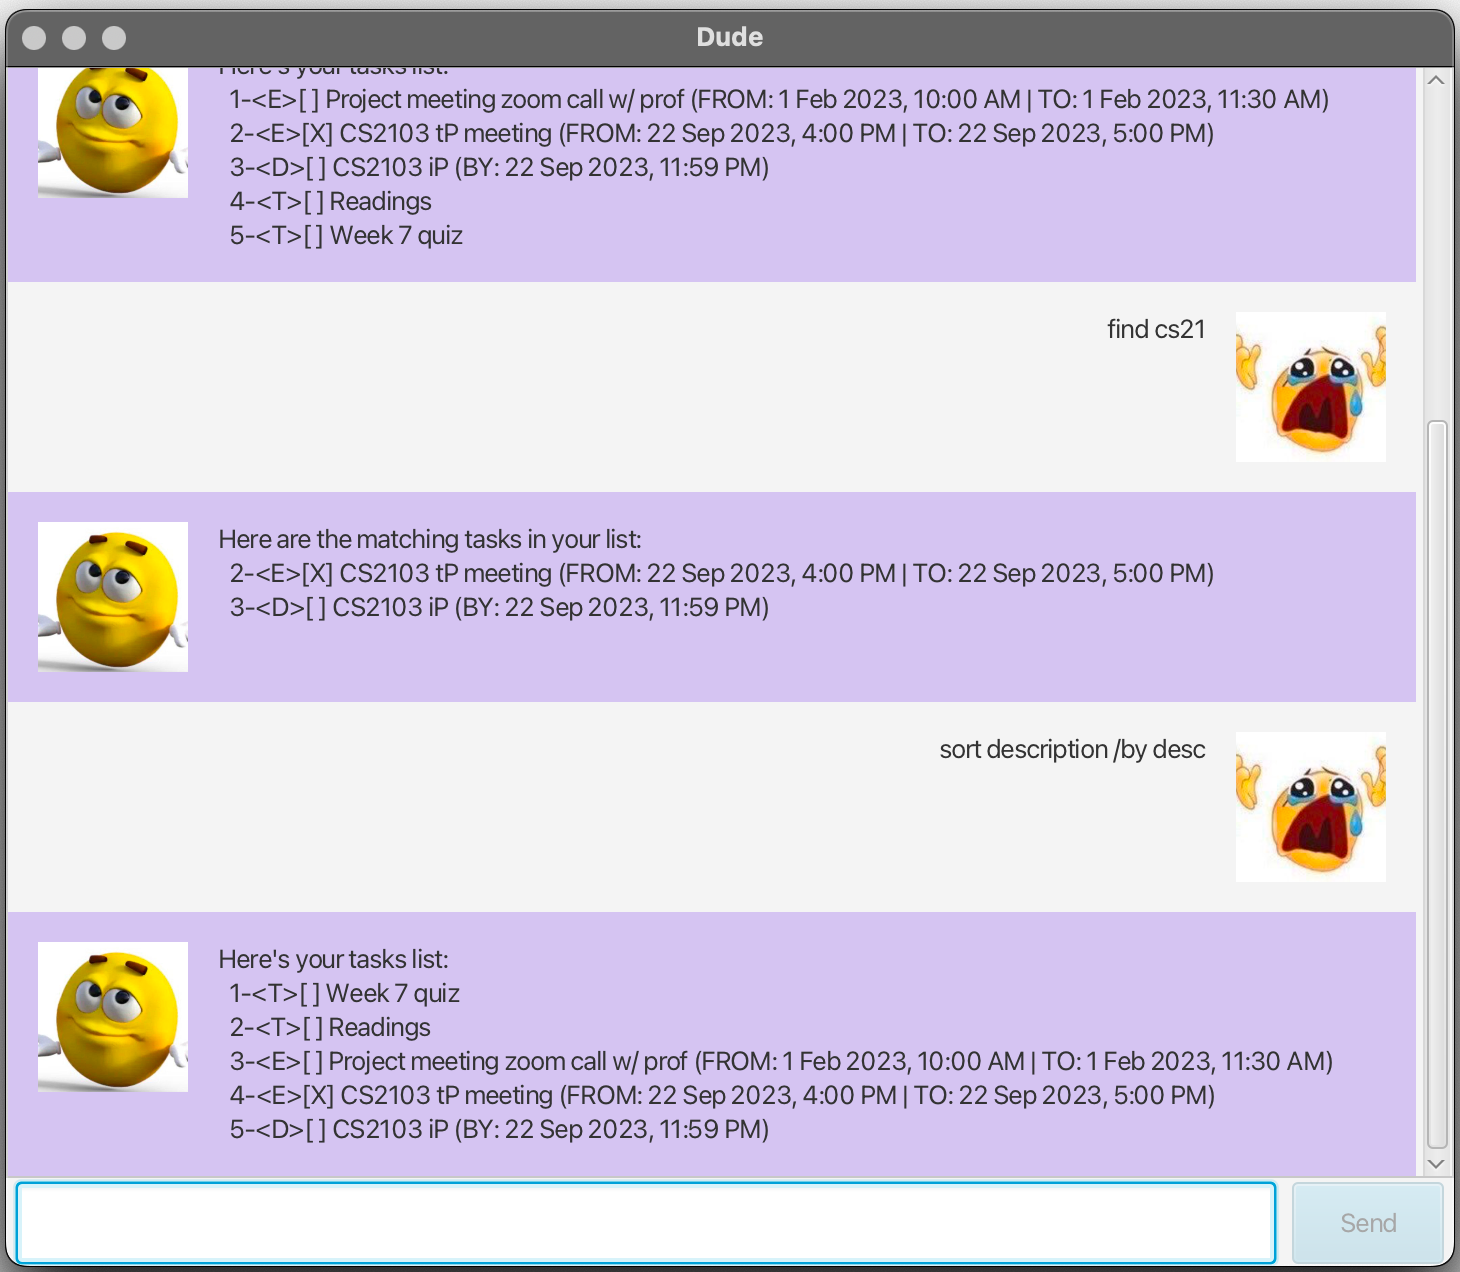 Dude
Here's your tasks list:
1-<E>[ ] Project meeting zoom call w/ prof (FROM: 1 Feb 2023, 10:00 AM | TO: 1 Feb 2023, 11:30 AM)
2-<E>[X] CS2103 tP meeting (FROM: 22 Sep 2023, 4:00 PM | TO: 22 Sep 2023, 5:00 PM)
3-<D>[ ] CS2103 iP (BY: 22 Sep 2023, 11:59 PM)
4-<T>[ ] Readings
5-<T>[ ] Week 7 quiz
find cs21
Here are the matching tasks in your list:
2-<E>[X] CS2103 tP meeting (FROM: 22 Sep 2023, 4:00 PM | TO: 22 Sep 2023, 5:00 PM)
3-<D>[ ] CS2103 iP (BY: 22 Sep 2023, 11:59 PM)
sort description /by desc
Here's your tasks list:
1-<T>[ ] Week 7 quiz
2-<T>[ ] Readings
3-<E>[ ] Project meeting zoom call w/ prof (FROM: 1 Feb 2023, 10:00 AM | TO: 1 Feb 2023, 11:30 AM)
4-<E>[X] CS2103 tP meeting (FROM: 22 Sep 2023, 4:00 PM | TO: 22 Sep 2023, 5:00 PM)
5-<D>[ ] CS2103 iP (BY: 22 Sep 2023, 11:59 PM)
Send